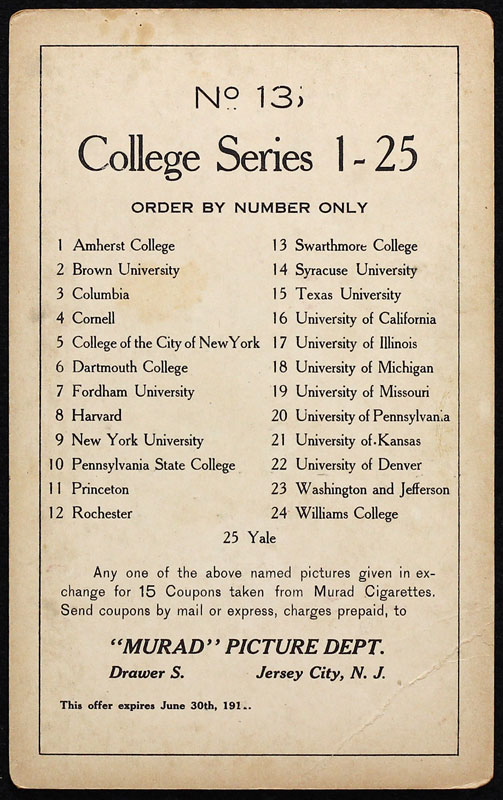 No 13
College Series 1-25
ORDER BY NUMBER ONLY
1 Amherst College
2 Brown University
3 Columbia
4 Cornell
5 College of the City of New York
6 Dartmouth College
7 Fordham University
8 Harvard
9 New York University
10 Pennsylvania State College
11 Princeton
12 Rochester
13 Swarthmore College
14 Syracuse University
15 Texas University
16 University of California
17 University of Illinois
18 University of Michigan
19 University of Missouri
20 University of Pennsylvania
21 University of Kansas
22 University of Denver
23 Washington and Jefferson
24 Williams College
25 Yale
Any one of the above named pictures given in ex-
change for 15 Coupons taken from Murad Cigarettes.
Send coupons by mail or express, charges prepaid, to
"MURAD" PICTURE DEPT.
Drawer S. Jersey City, N. J.
This offer expires June 30th,